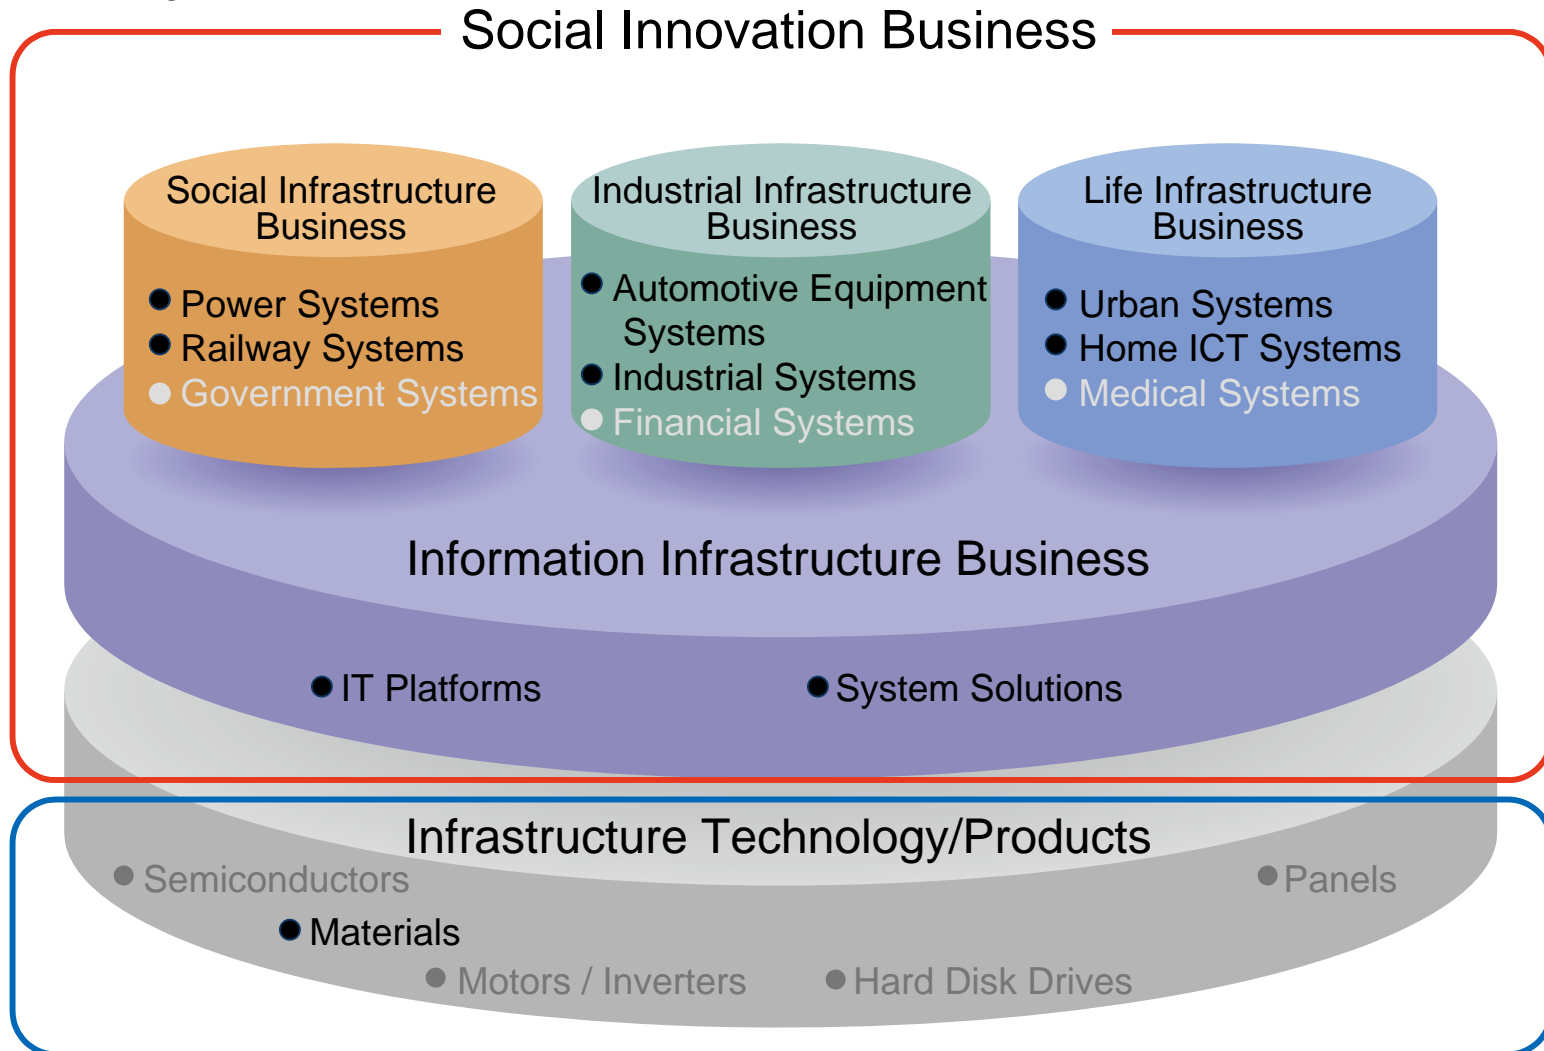 Social Innovation Business
Social Infrastructure
Business
● Power Systems
● Railway Systems
● Government Systems
Industrial Infrastructure
Business
● Automotive Equipment
Systems
● Industrial Systems
● Financial Systems
Life Infrastructure
Business
● Urban Systems
● Home ICT Systems
● Medical Systems
Information Infrastructure Business
● IT Platforms
● System Solutions
Infrastructure Technology/Products
● Semiconductors
● Panels
● Materials
● Motors / Inverters
● Hard Disk Drives